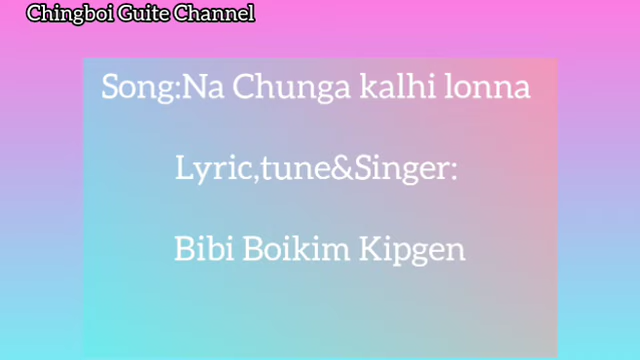 Chingboi Guite Channel
Song:Na Chunga kalhi lonna
Lyric,tune&Singer:
Bibi Boikim Kipgen